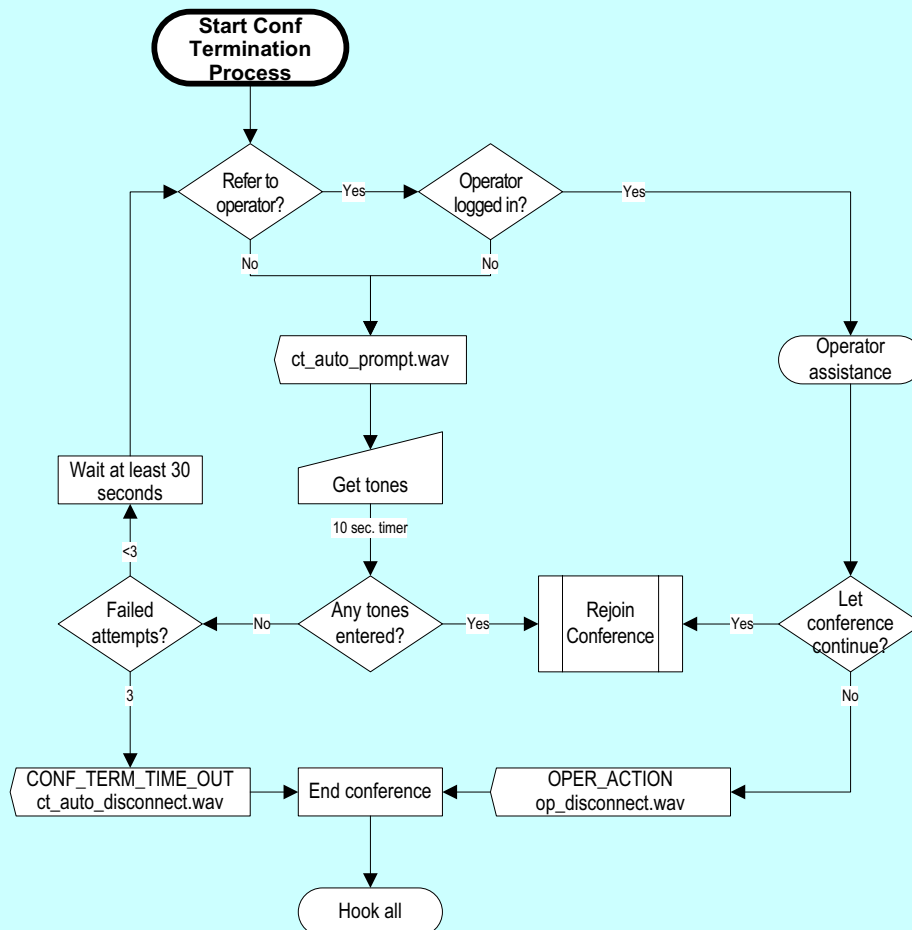 Start Conf
Termination
Process
Refer to
operator?
Yes
Operator
logged in?
Yes
No
No
ct_auto_prompt.wav
Operator
assistance
Wait at least 30
seconds
Get tones
10 sec. timer
<3
Failed
attempts?
No
Any tones
entered?
Yes
Rejoin
Conference
Yes
Let
conference
continue?
3
No
CONF_TERM_TIME_OUT
ct_auto_disconnect.wav
End conference
OPER_ACTION
op_disconnect.wav
Hook all